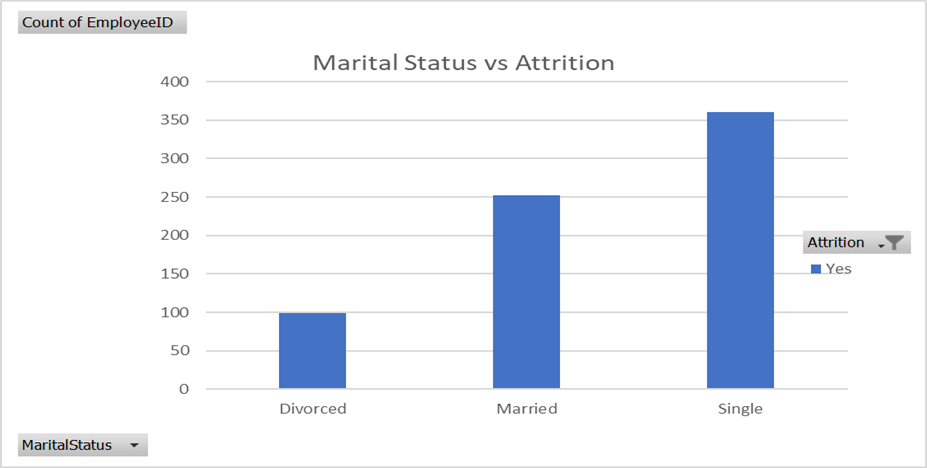 Count of EmployeeID
Marital Status vs Attrition
400
350
300
250
200
150
100
50
0
Divorced Married Single
Attrition
Yes
MaritalStatus